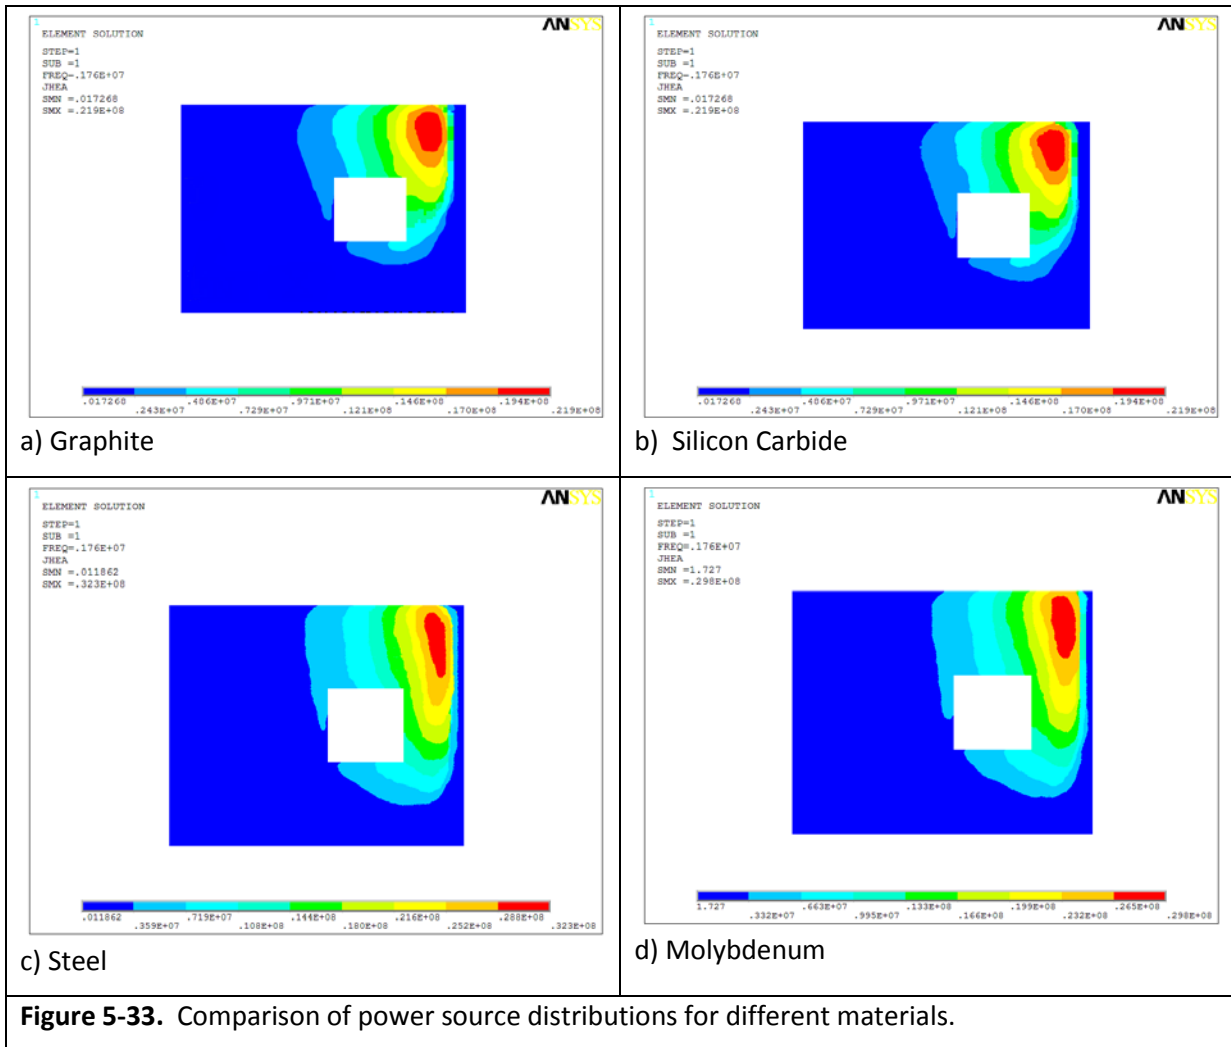 1
ANSYS
ELEMENT SOLUTION
STEP=1
SUB =1
FREQ=.176E+07
JHEA
SMN =.017268
SMX =.219E+08
.017268 .486E+07 .971E+07 .146E+08 .194E+08
.243E+07 .729E+07 .121E+08 .170E+08 .219E+08
a) Graphite
1
ANSYS
ELEMENT SOLUTION
STEP=1
SUB =1
FREQ=.176E+07
JHEA
SMN =.017268
SMX =.219E+08
.017268 .486E+07 .971E+07 .146E+08 .194E+08
.243E+07 .729E+07 .121E+08 .170E+08 .219E+08
b) Silicon Carbide
1
ANSYS
ELEMENT SOLUTION
STEP=1
SUB =1
FREQ=.176E+07
JHEA
SMN =.011862
SMX =.323E+08
.011862 .719E+07 .144E+08 .216E+08 .288E+08
.359E+07 .108E+08 .180E+08 .252E+08 .323E+08
c) Steel
1
ANSYS
ELEMENT SOLUTION
STEP=1
SUB =1
FREQ=.176E+07
JHEA
SMN =1.727
SMX =.298E+08
1.727 .663E+07 .133E+08 .199E+08 .265E+08
.332E+07 .995E+07 .166E+08 .232E+08 .298E+08
d) Molybdenum
Figure 5-33. Comparison of power source distributions for different materials.